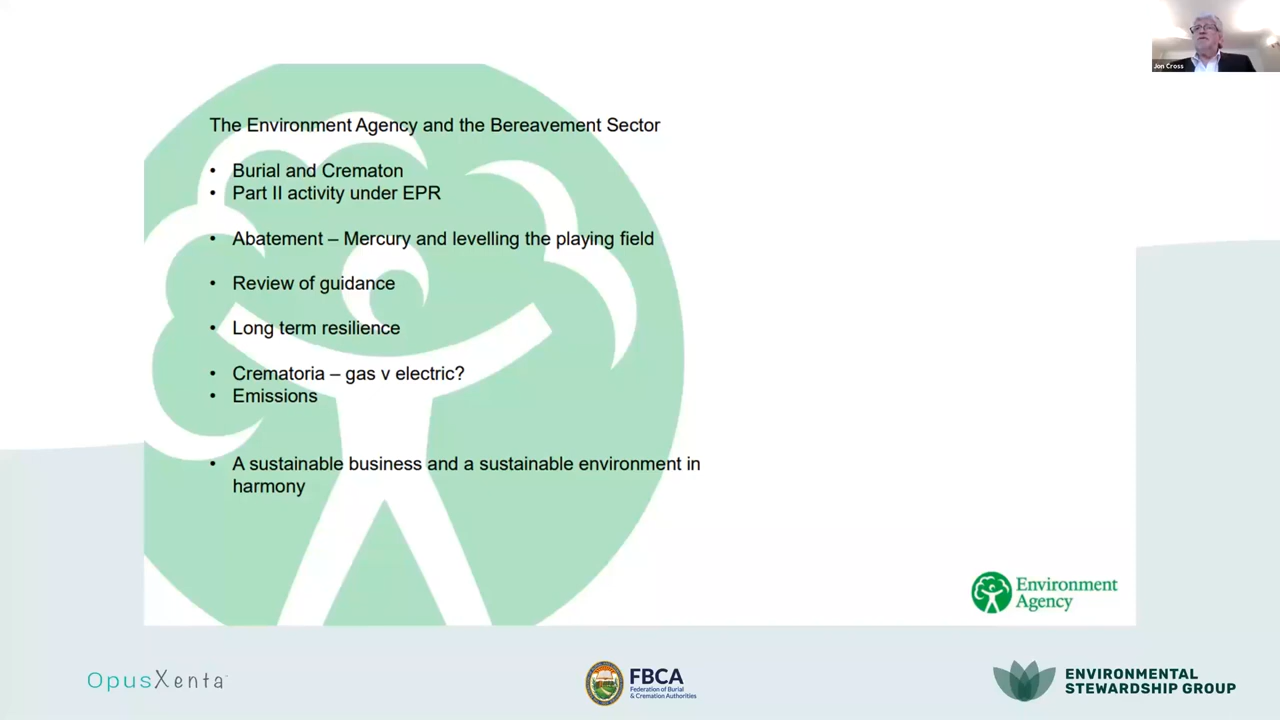 Jon Cross
The Environment Agency and the Bereavement Sector
• Burial and Crematon
• Part II activity under EPR
• Abatement – Mercury and levelling the playing field
• Review of guidance
• Long term resilience
• Crematoria – gas v electric?
• Emissions
• A sustainable business and a sustainable environment in
harmony
Environment
Agency
OpusXenta
FBCA
Federation of Burial
& Cremation Authorities
ENVIRONMENTAL
STEWARDSHIP GROUP